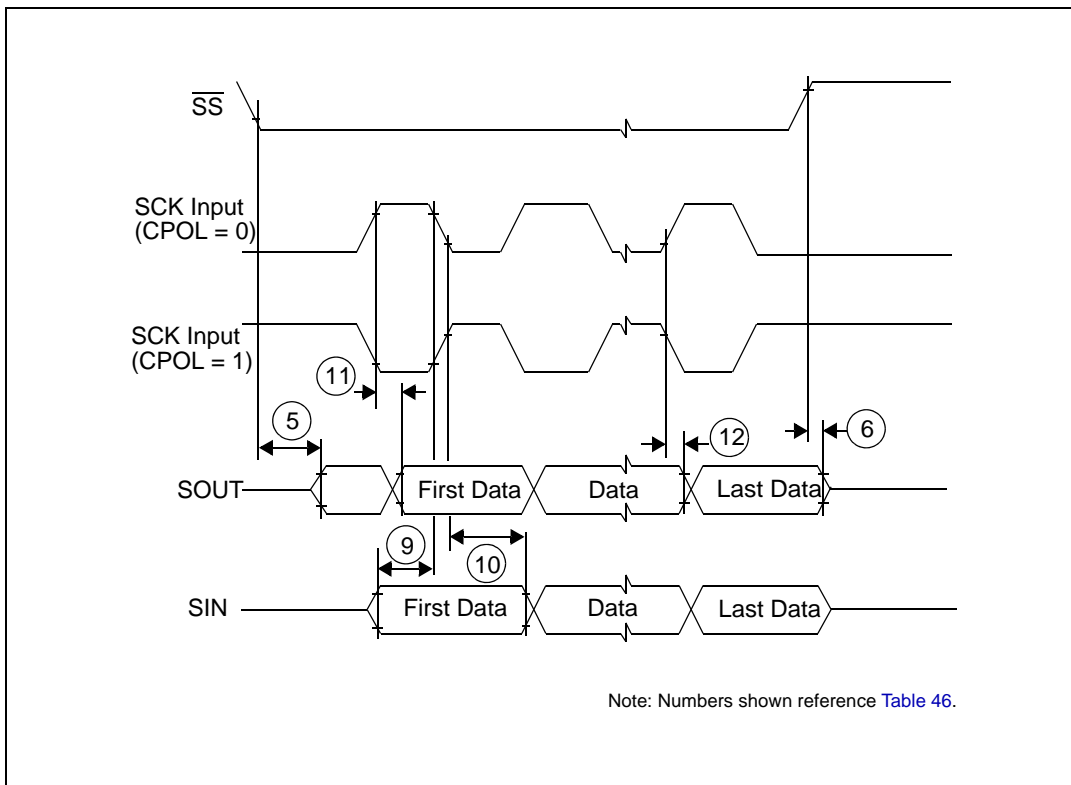 SS
SCK Input
(CPOL = 0)
SCK Input
(CPOL = 1)
11
5
12
6
SOUT
First Data
Data
Last Data
9
10
SIN
First Data
Data
Last Data
Note: Numbers shown reference Table 46.